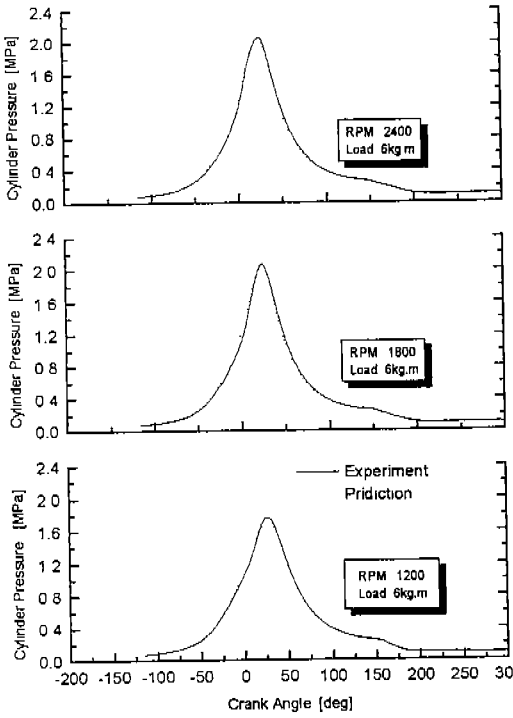 2.4
2.0
1.6
1.2
0.8
0.4
0.0
Cylinder Pressure [MPa]
RPM 2400
Load 6kg.m
2 4
2 0
1 6
1.2
0 8
0 4
0.0
Cylinder Pressure [MPa]
RPM 1800
Load 6kg.m
2.4
2.0
1.6
1.2
0 8
0 4
0.0
Cylinder Pressure [MPa]
Experiment
Pridiction
RPM 1200
Load 6kg.m
-200 -150 -100 -50 0 50 100 150 200 250 30
Crank Angle [deg]